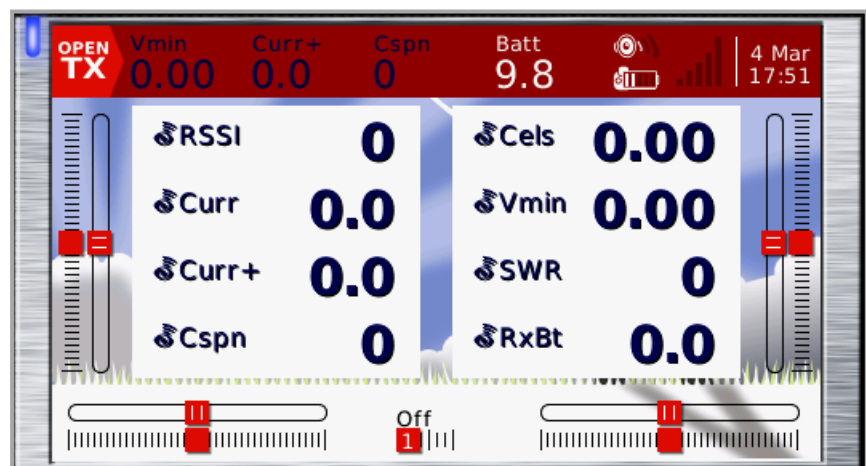 OPEN TX
Vmin Curr+ Cspn Batt
0.00 0.0 0 9.8
4 Mar
17:51
RSSI 0
Curr 0.0
Curr+ 0.0
Cspn 0
Cels 0.00
Vmin 0.00
SWR 0
RxBt 0.0
Off
1